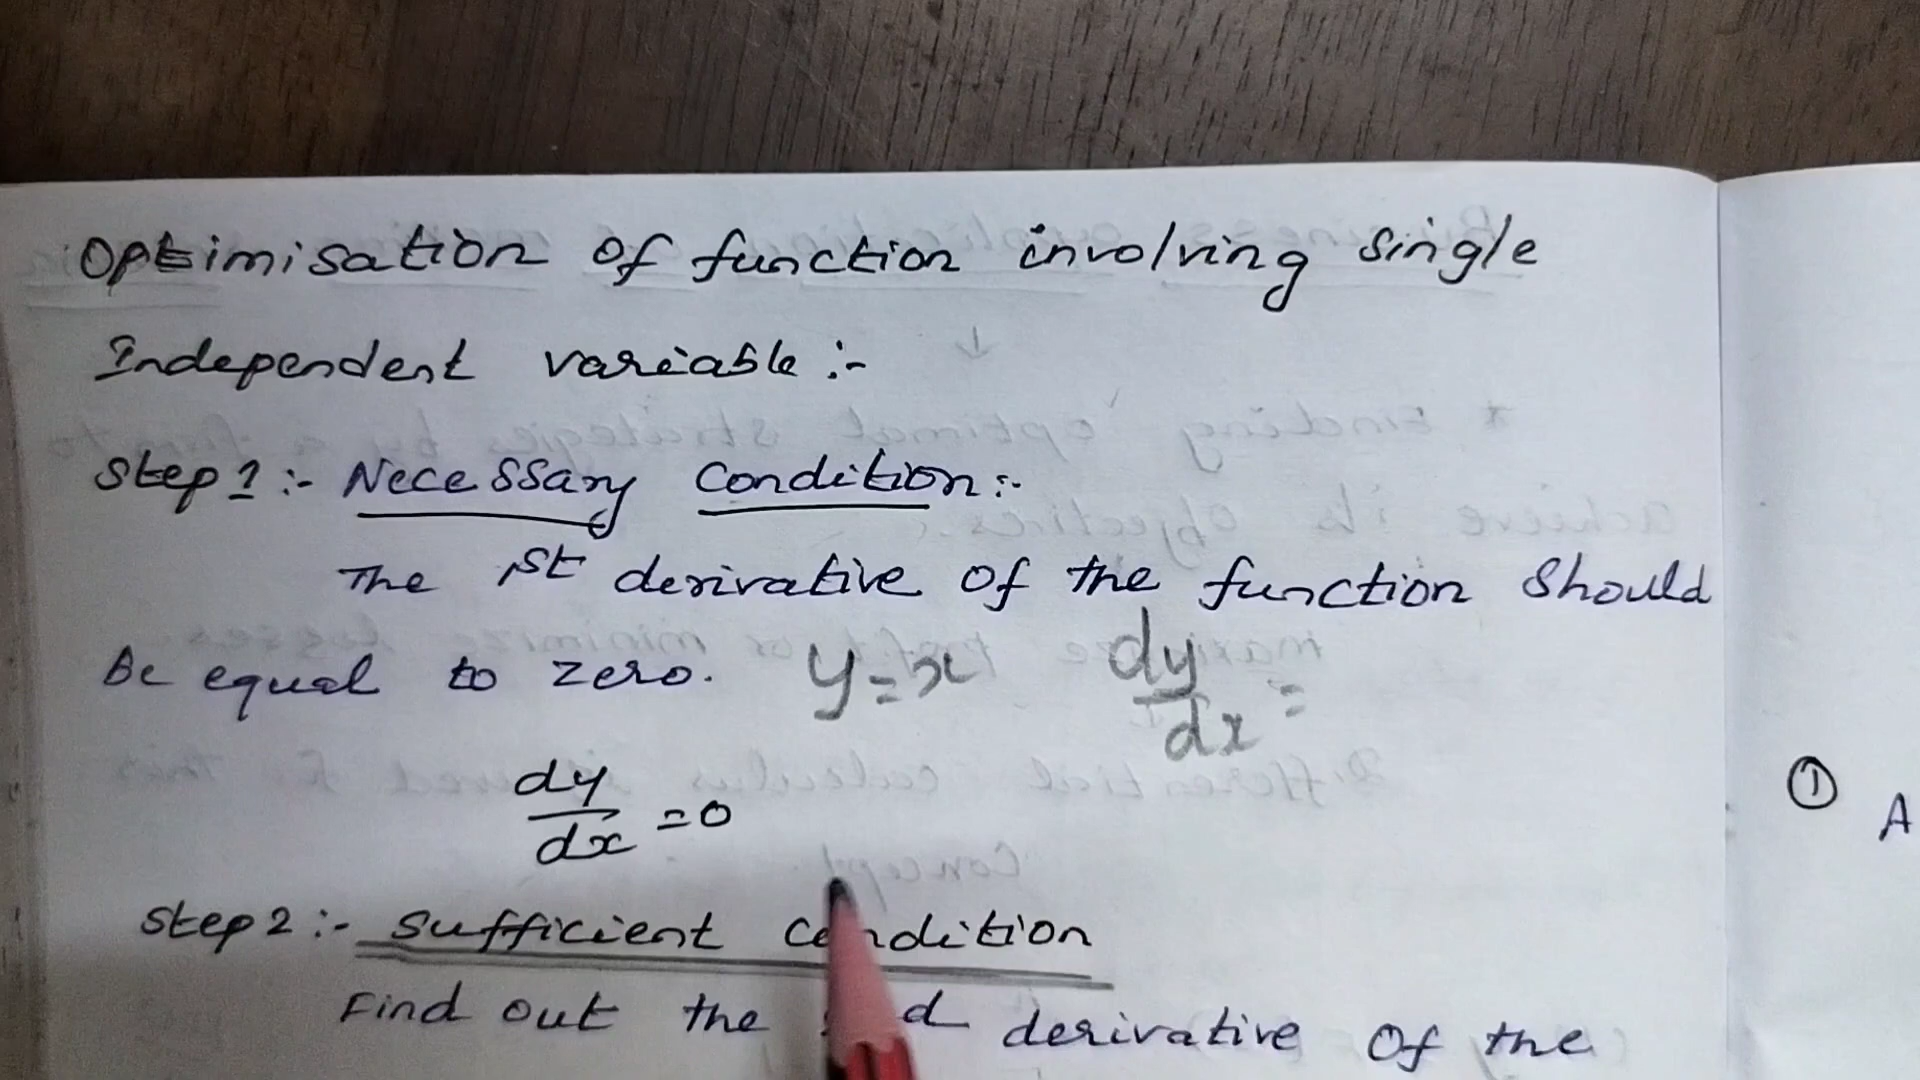 Optimisation of function involving single
Independent variable :-
Step 1 :- Necessary Condition :-
The 1st derivative of the function should
be equal to zero. y=x dy/dx =
dy/dx =0
Step 2 :- Sufficient Condition
Find out the derivative of the
① A